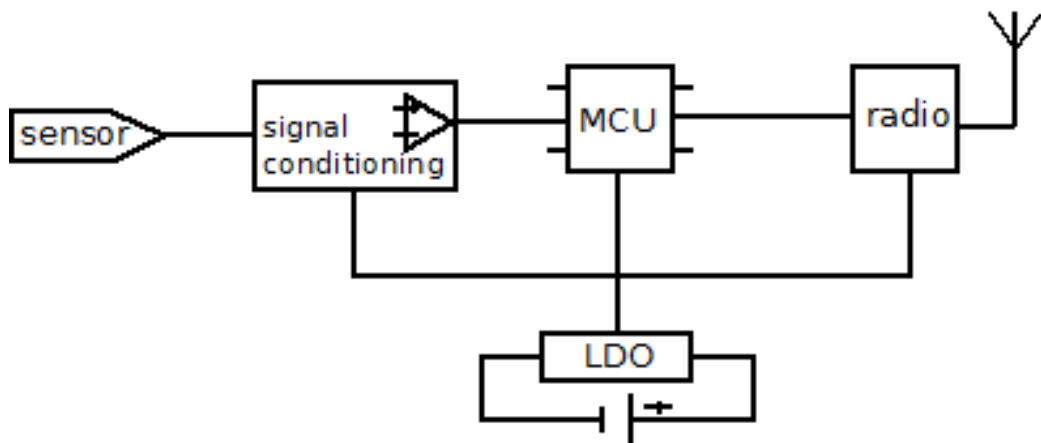 sensor
signal
conditioning
MCU
radio
LDO